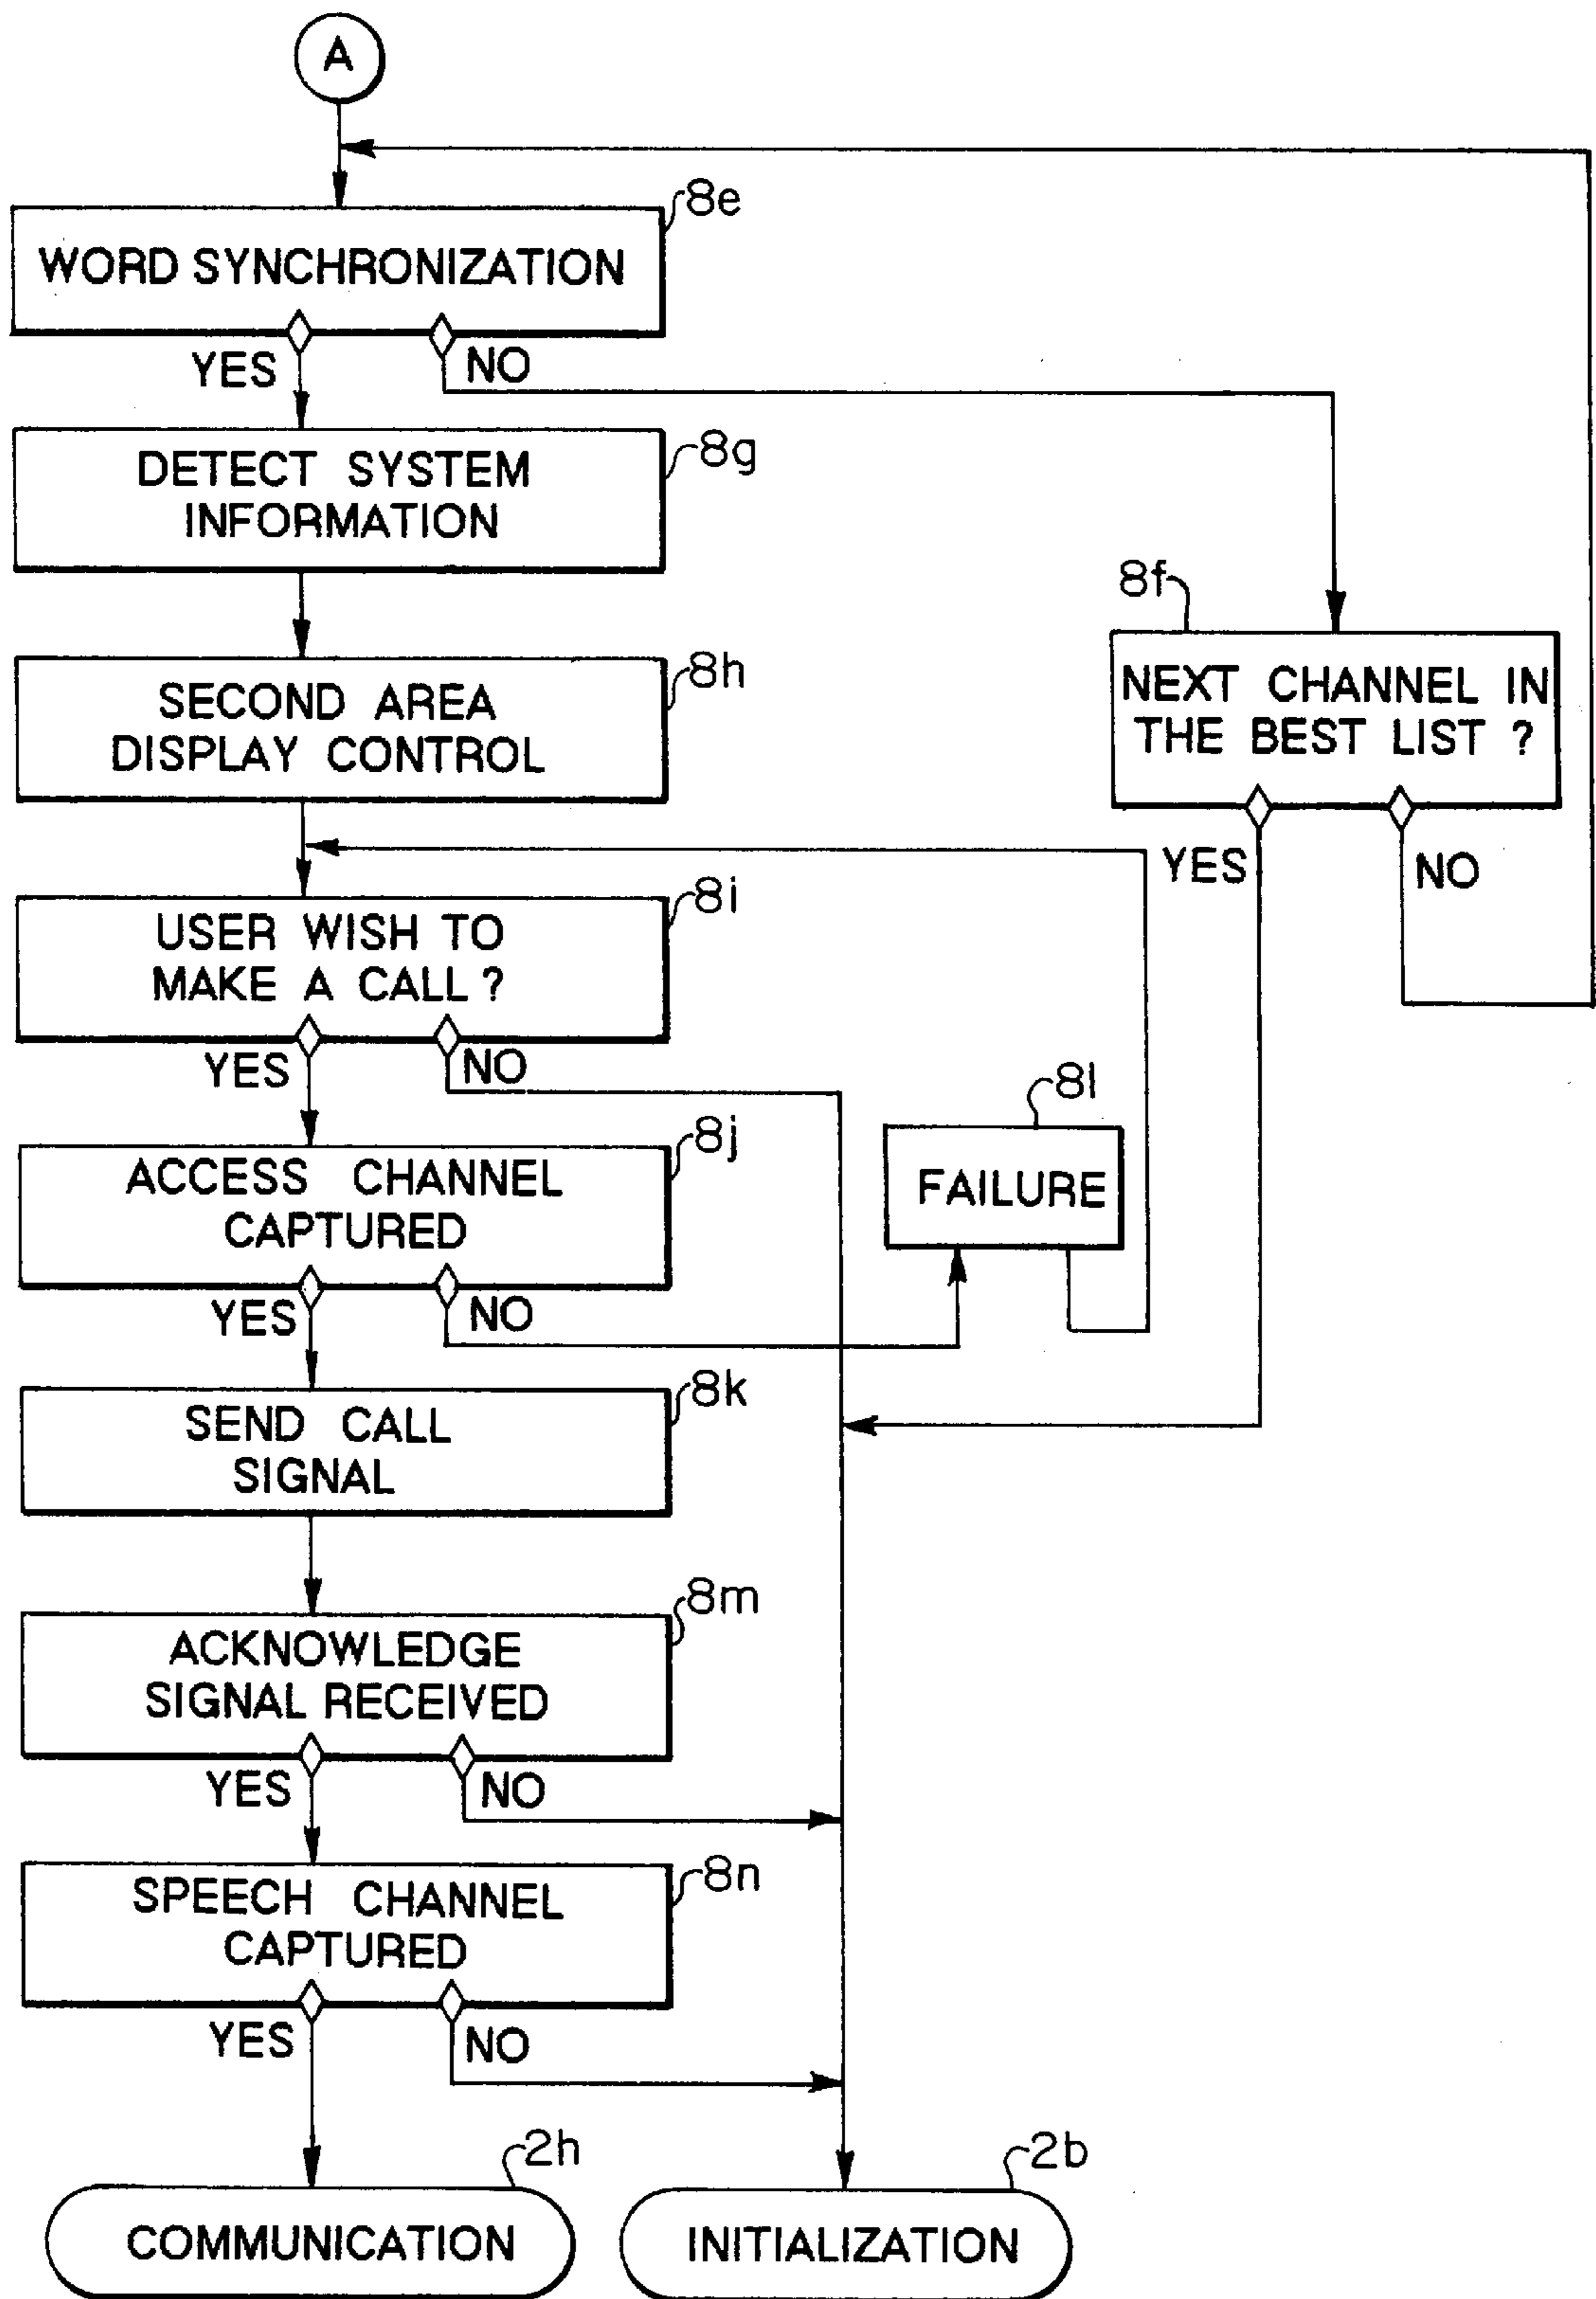 A
8e
WORD SYNCHRONIZATION
YES
NO
8g
DETECT SYSTEM
INFORMATION
8f
NEXT CHANNEL IN
THE BEST LIST ?
YES
NO
8h
SECOND AREA
DISPLAY CONTROL
8i
USER WISH TO
MAKE A CALL ?
YES
NO
8l
FAILURE
8j
ACCESS CHANNEL
CAPTURED
YES
NO
8k
SEND CALL
SIGNAL
8m
ACKNOWLEDGE
SIGNAL RECEIVED
YES
NO
8n
SPEECH CHANNEL
CAPTURED
YES
NO
2h
COMMUNICATION
2b
INITIALIZATION